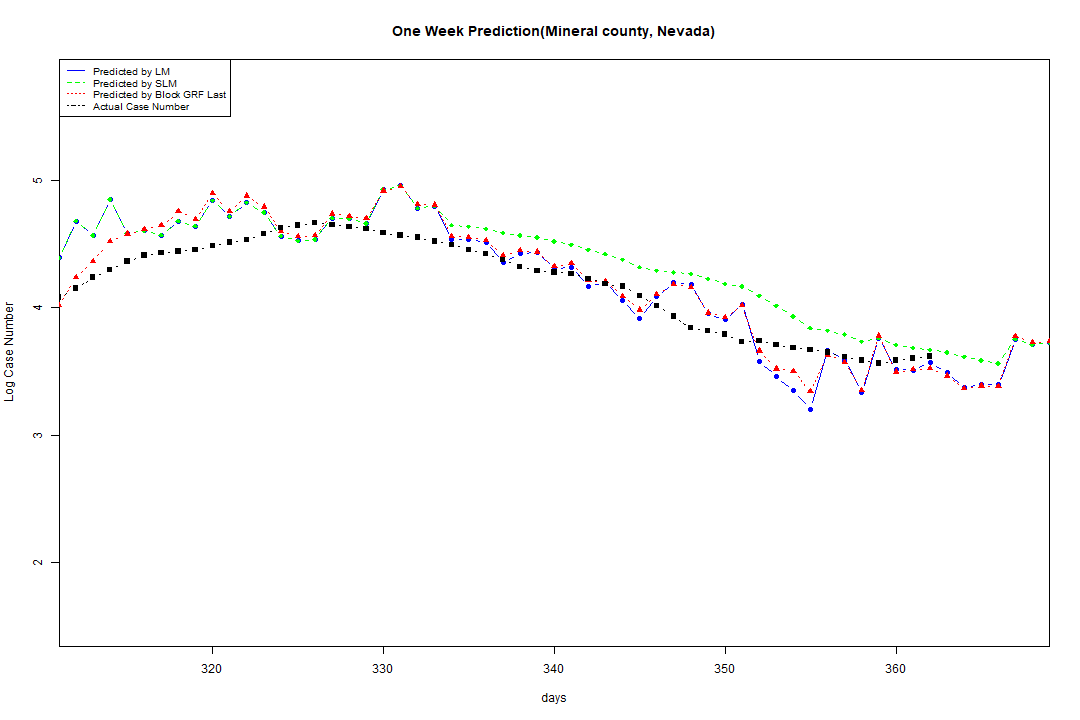 One Week Prediction(Mineral county, Nevada)
Predicted by LM
Predicted by SLM
Predicted by Block GRF Last
Actual Case Number
5
4
3
2
Log Case Number
320 330 340 350 360
days